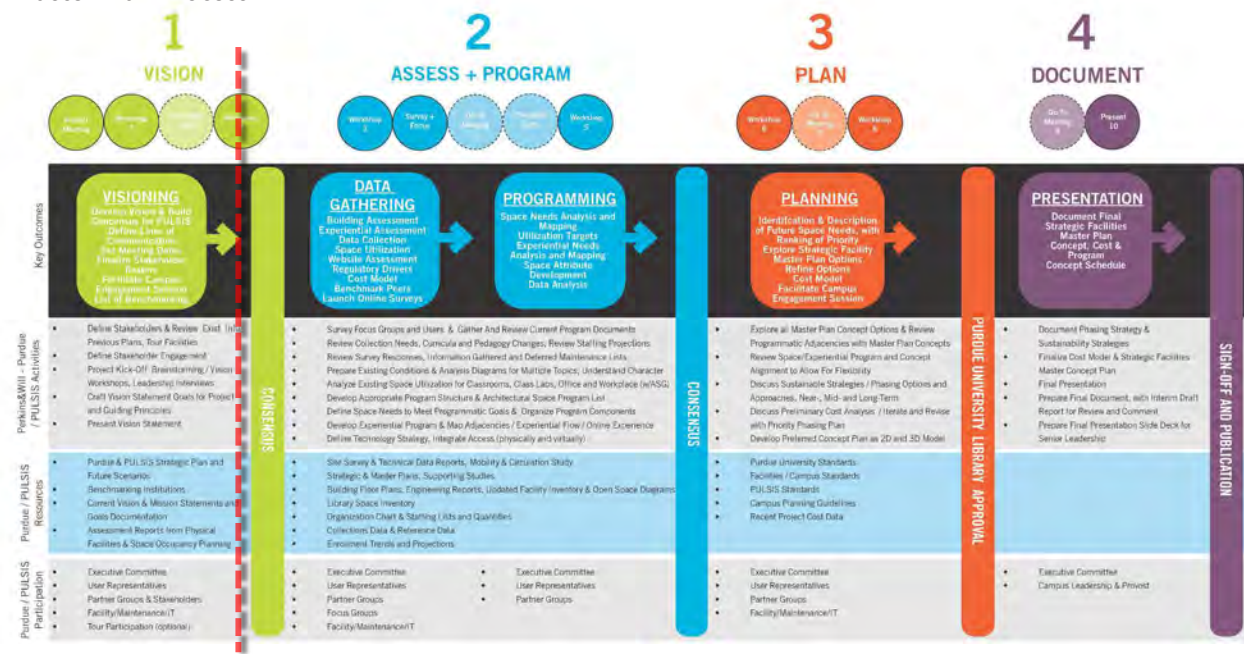 1
VISION
2
ASSESS + PROGRAM
3
PLAN
4
DOCUMENT
Workshop
Survey +
Focus
Workshop
5
Workshop
6
Workshop
8
Go To
Meeting
9
Present
10
Key Outcomes
VISIONING
Develop Vision & Build
Consensus for PULSIS
Define Lines of
Communication
Set Meeting Dates
Finalize Stakeholder
Facilitate Campus
Engagement Session
List of Benchmarking
DATA
GATHERING
Building Assessment
Experiential Assessment
Data Collection
Space Utilization
Website Assessment
Regulatory Drivers
Cost Model
Benchmark Peers
Launch Online Surveys
PROGRAMMING
Space Needs Analysis and
Mapping
Utilization Targets
Experiential Needs
Analysis and Mapping
Space Attribute
Development
Data Analysis
PLANNING
Identification & Description
of Future Space Needs, with
Ranking of Priority
Explore Strategic Facility
Master Plan Options
Refine Options
Cost Model
Facilitate Campus
Engagement Session
PRESENTATION
Document Final
Strategic Facilities
Master Plan
Concept, Cost &
Program
Concept Schedule
CONSENSUS
CONSENSUS
PURDUE UNIVERSITY LIBRARY APPROVAL
SIGN-OFF AND PUBLICATION
Perkins&Will - Purdue
/ PULSIS Activities
• Define Stakeholders & Review Exist. Info
Previous Plans, Tour Facilities
• Define Stakeholder Engagement
• Project Kick-Off Brainstorming / Vision
Workshops, Leadership Interviews
• Craft Vision Statement Goals for Project
and Guiding Principles
• Present Vision Statement
• Survey Focus Groups and Users & Gather And Review Current Program Documents
• Review Collection Needs, Curricula and Pedagogy Changes, Review Staffing Projections
• Review Survey Responses, Information Gathered and Deferred Maintenance Lists
• Prepare Existing Conditions & Analysis Diagrams for Multiple Topics, Understand Character
• Analyze Existing Space Utilization for Classrooms, Class Labs, Office and Workplace (w/ASG)
• Develop Appropriate Program Structure & Architectural Space Program List
• Define Space Needs to Meet Programmatic Goals & Organize Program Components
• Develop Experiential Program & Map Adjacencies / Experiential Flow / Online Experience
• Define Technology Strategy, Integrate Access (physically and virtually)
• Explore all Master Plan Concept Options & Review
Programmatic Adjacencies with Master Plan Concepts
• Review Space/Experiential Program and Concept
Alignment to Allow For Flexibility
• Discuss Sustainable Strategies / Phasing Options and
Approaches, Near-, Mid- and Long-Term
• Discuss Preliminary Cost Analysis / Iterate and Revise
with Priority Phasing Plan
• Develop Preferred Concept Plan as 2D and 3D Model
• Document Phasing Strategy &
Sustainability Strategies
• Finalize Cost Model & Strategic Facilities
Master Concept Plan
• Final Presentation
• Prepare Final Document, with Interim Draft
Report for Review and Comment
• Prepare Final Presentation Slide Deck for
Senior Leadership
Purdue / PULSIS
Resources
• Purdue & PULSIS Strategic Plan and
Future Scenarios
• Benchmarking Institutions
• Current Vision & Mission Statements and
Goals Documentation
• Assessment Reports from Physical
Facilities & Space Occupancy Planning
• Site Survey & Technical Data Reports, Mobility & Circulation Study
• Strategic & Master Plans, Supporting Studies
• Building Floor Plans, Engineering Reports, Updated Facility Inventory & Open Space Diagrams
• Library Space Inventory
• Organization Chart & Staffing Lists and Quantities
• Collections Data & Reference Data
• Enrollment Trends and Projections
• Purdue University Standards
• Facilities / Campus Standards
• PULSIS Standards
• Campus Planning Guidelines
• Recent Project Cost Data
Purdue / PULSIS
Participation
• Executive Committee
• User Representatives
• Partner Groups & Stakeholders
• Facility/Maintenance/IT
• Tour Participation (optional)
• Executive Committee
• User Representatives
• Partner Groups
• Focus Groups
• Facility/Maintenance/IT
• Executive Committee
• User Representatives
• Partner Groups
• Executive Committee
• User Representatives
• Partner Groups
• Facility/Maintenance/IT
• Executive Committee
• Campus Leadership & Provost